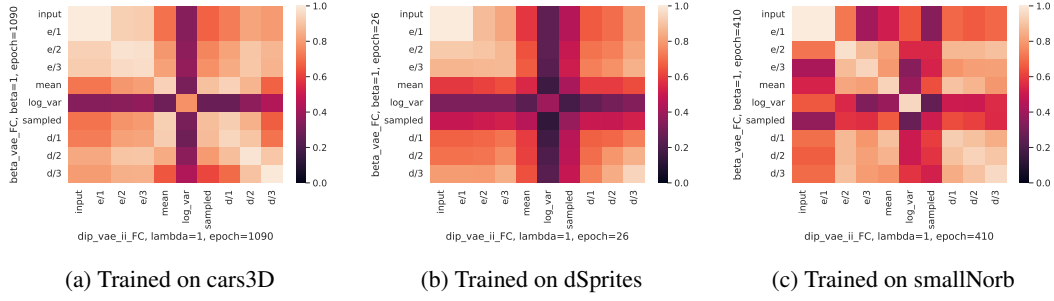 beta_vae_FC, beta=1, epoch=1090
input
e/1
e/2
e/3
mean
log_var
sampled
d/1
d/2
d/3
input
e/1
e/2
e/3
mean
log_var
sampled
d/1
d/2
d/3
1.0
0.8
0.6
0.4
0.2
0.0
dip_vae_ii_FC, lambda=1, epoch=1090
(a) Trained on cars3D
beta_vae_FC, beta=1, epoch=26
input
e/1
e/2
e/3
mean
log_var
sampled
d/1
d/2
d/3
input
e/1
e/2
e/3
mean
log_var
sampled
d/1
d/2
d/3
1.0
0.8
0.6
0.4
0.2
0.0
dip_vae_ii_FC, lambda=1, epoch=26
(b) Trained on dSprites
beta_vae_FC, beta=1, epoch=410
input
e/1
e/2
e/3
mean
log_var
sampled
d/1
d/2
d/3
input
e/1
e/2
e/3
mean
log_var
sampled
d/1
d/2
d/3
1.0
0.8
0.6
0.4
0.2
0.0
dip_vae_ii_FC, lambda=1, epoch=410
(c) Trained on smallNorb